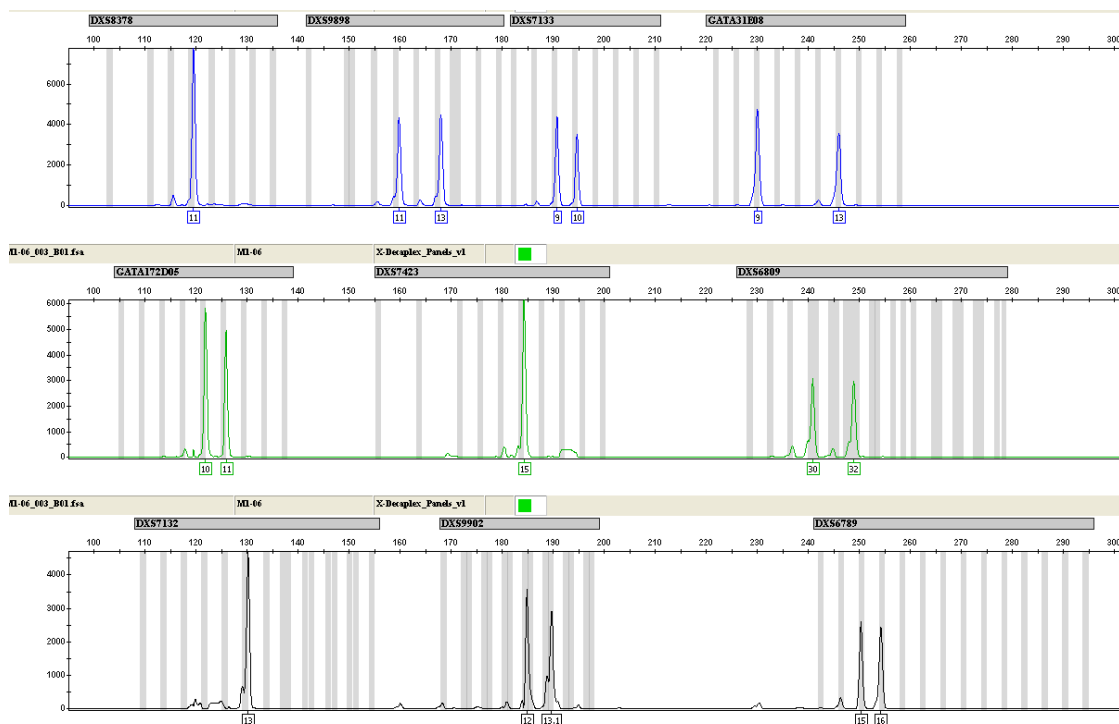 DXS8378 DXS9898 DXS7133 GATA31E08
100 110 120 130 140 150 160 170 180 190 200 210 220 230 240 250 260 270 280 290 300
6000
4000
2000
0
11 11 13 9 10 9 13
M1-06_003_B01.fsa M1-06 X-Decaplex_Panels_v1
GATA172D05 DXS7423 DXS6809
100 110 120 130 140 150 160 170 180 190 200 210 220 230 240 250 260 270 280 290 300
6000
5000
4000
3000
2000
1000
0
10 11 15 30 32
M1-06_003_B01.fsa M1-06 X-Decaplex_Panels_v1
DXS7132 DXS9902 DXS6789
100 110 120 130 140 150 160 170 180 190 200 210 220 230 240 250 260 270 280 290 300
4000
3000
2000
1000
0
13 12 13.1 15 16